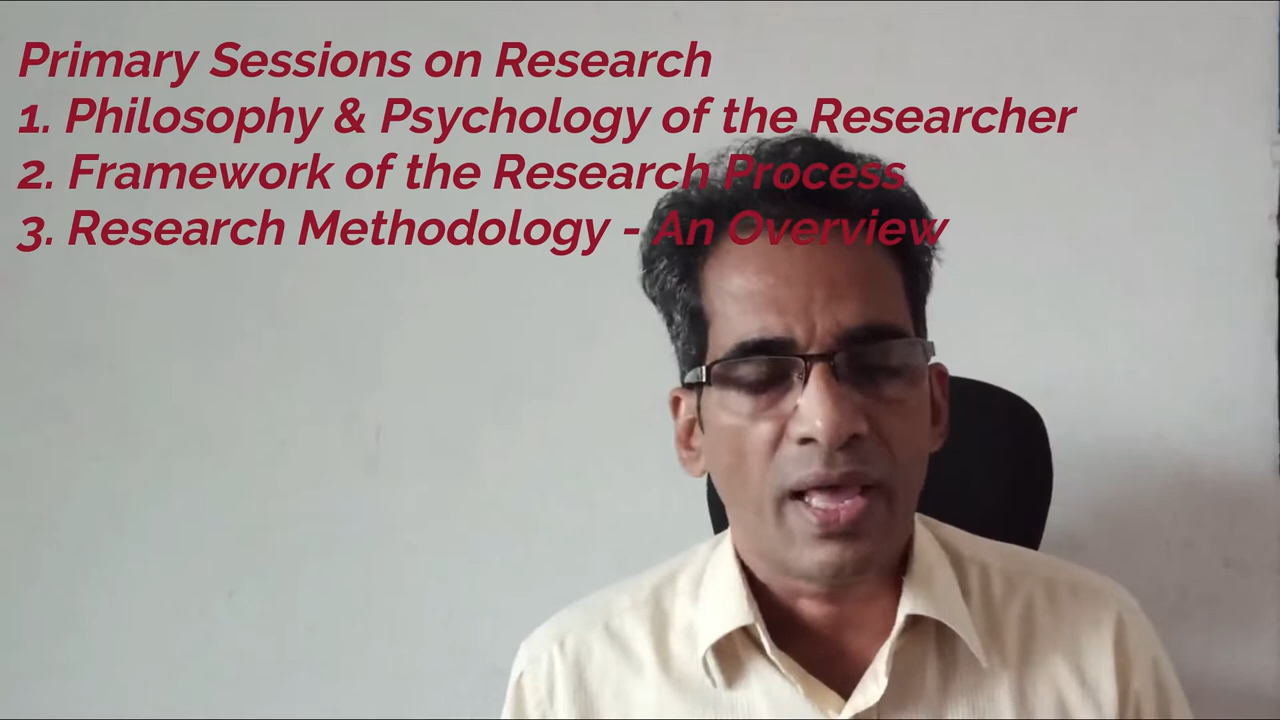 Primary Sessions on Research
1. Philosophy & Psychology of the Researcher
2. Framework of the Research Process
3. Research Methodology - An Overview